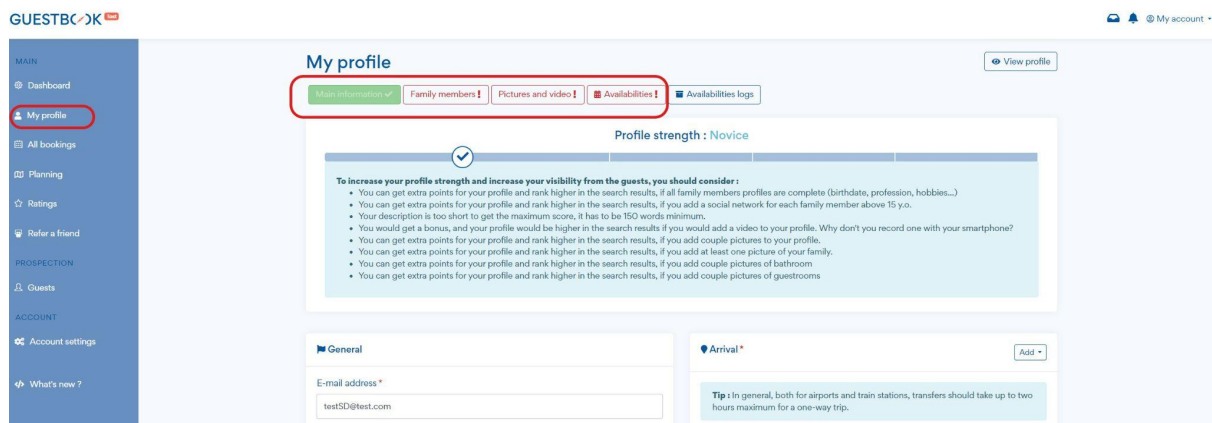 GUESTBOOK Test
My account
MAIN
Dashboard
My profile
All bookings
Planning
Ratings
Refer a friend
PROSPECTION
Guests
ACCOUNT
Account settings
What's new ?
My profile
View profile
Main information
Family members !
Pictures and video !
Availabilities !
Availabilities logs
Profile strength : Novice
To increase your profile strength and increase your visibility from the guests, you should consider :
• You can get extra points for your profile and rank higher in the search results, if all family members profiles are complete (birthdate, profession, hobbies...)
• You can get extra points for your profile and rank higher in the search results, if you add a social network for each family member above 15 y.o.
• Your description is too short to get the maximum score, it has to be 150 words minimum.
• You would get a bonus, and your profile would be higher in the search results if you would add a video to your profile. Why don't you record one with your smartphone?
• You can get extra points for your profile and rank higher in the search results, if you add couple pictures to your profile.
• You can get extra points for your profile and rank higher in the search results, if you add at least one picture of your family.
• You can get extra points for your profile and rank higher in the search results, if you add couple pictures of bathroom
• You can get extra points for your profile and rank higher in the search results, if you add couple pictures of guestrooms
General
E-mail address *
testSD@test.com
Arrival *
Add
Tip : In general, both for airports and train stations, transfers should take up to two
hours maximum for a one-way trip.